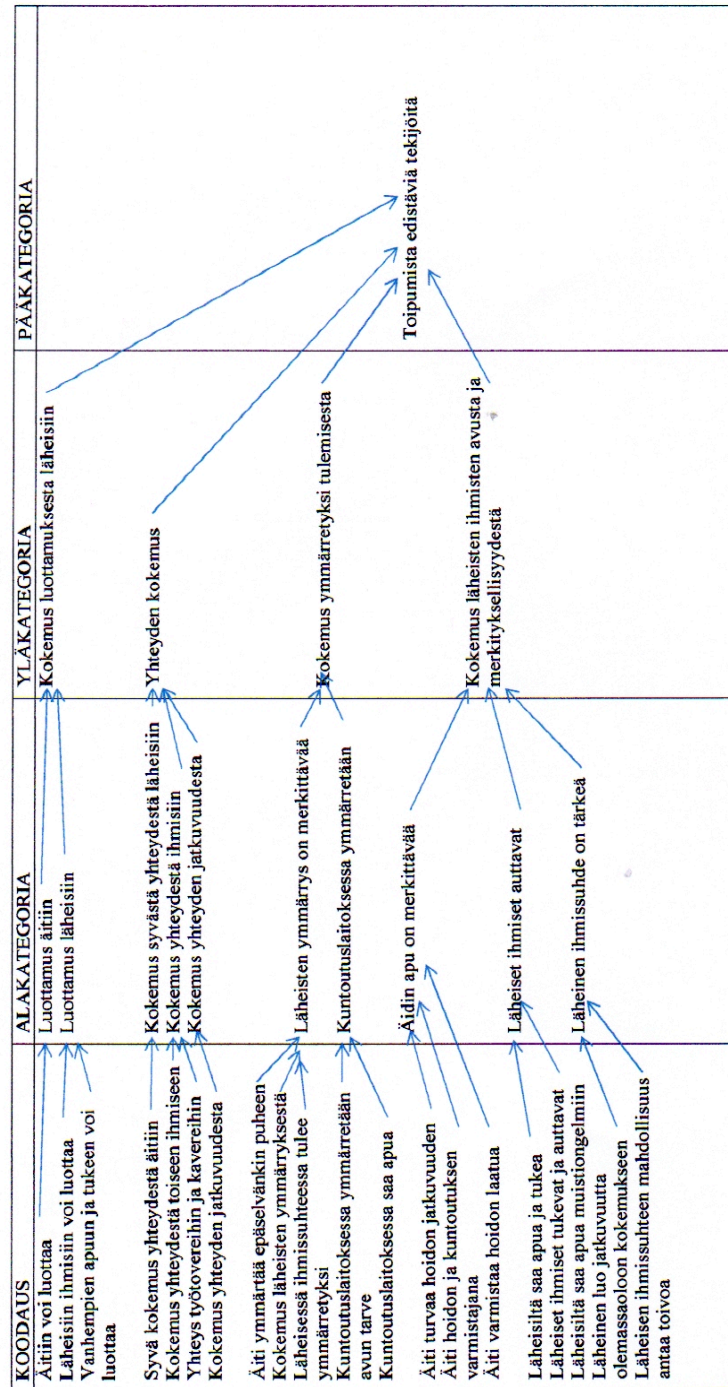 KOODAUS
Äitiin voi luottaa
Läheisiin ihmisiin voi luottaa
Vanhempien apuun ja tukeen voi
luottaa
Syvä kokemus yhteydestä äitiin
Kokemus yhteydestä toiseen ihmiseen
Yhteys työtovereihin ja kavereihin
Kokemus yhteyden jatkuvuudesta
Äiti ymmärtää epäselvänkin puheen
Kokemus läheisten ymmärryksestä
Läheisessä ihmissuhteessa tulee
ymmärretyksi
Kuntoutuslaitoksessa ymmärretään
avun tarve
Kuntoutuslaitoksessa saa apua
Äiti turvaa hoidon jatkuvuuden
Äiti hoidon ja kuntoutuksen
varmistajana
Äiti varmistaa hoidon laatua
Läheisiltä saa apua ja tukea
Läheiset ihmiset tukevat ja auttavat
Läheisiltä saa apua muistiongelmiin
Läheinen luo jatkuvuutta
olemassaoloon kokemukseen
Läheisen ihmissuhteen mahdollisuus
antaa toivoa
ALAKATEGORIA
Luottamus äitiin
Luottamus läheisiin
Kokemus syvästä yhteydestä läheisiin
Kokemus yhteydestä ihmisiin
Kokemus yhteyden jatkuvuudesta
Läheisten ymmärrys on merkittävää
Kuntoutuslaitoksessa ymmärretään
Äidin apu on merkittävää
Läheiset ihmiset auttavat
Läheinen ihmissuhde on tärkeä
YLÄKATEGORIA
Kokemus luottamuksesta läheisiin
Yhteyden kokemus
Kokemus ymmärretyksi tulemisesta
Kokemus läheisten ihmisten avusta ja
merkityksellisyydestä
PÄÄKATEGORIA
Toipumista edistäviä tekijöitä